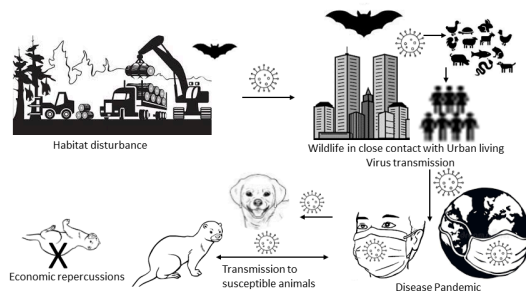 Habitat disturbance
Wildlife in close contact with Urban living
Virus transmission
Economic repercussions
Transmission to
susceptible animals
Disease Pandemic